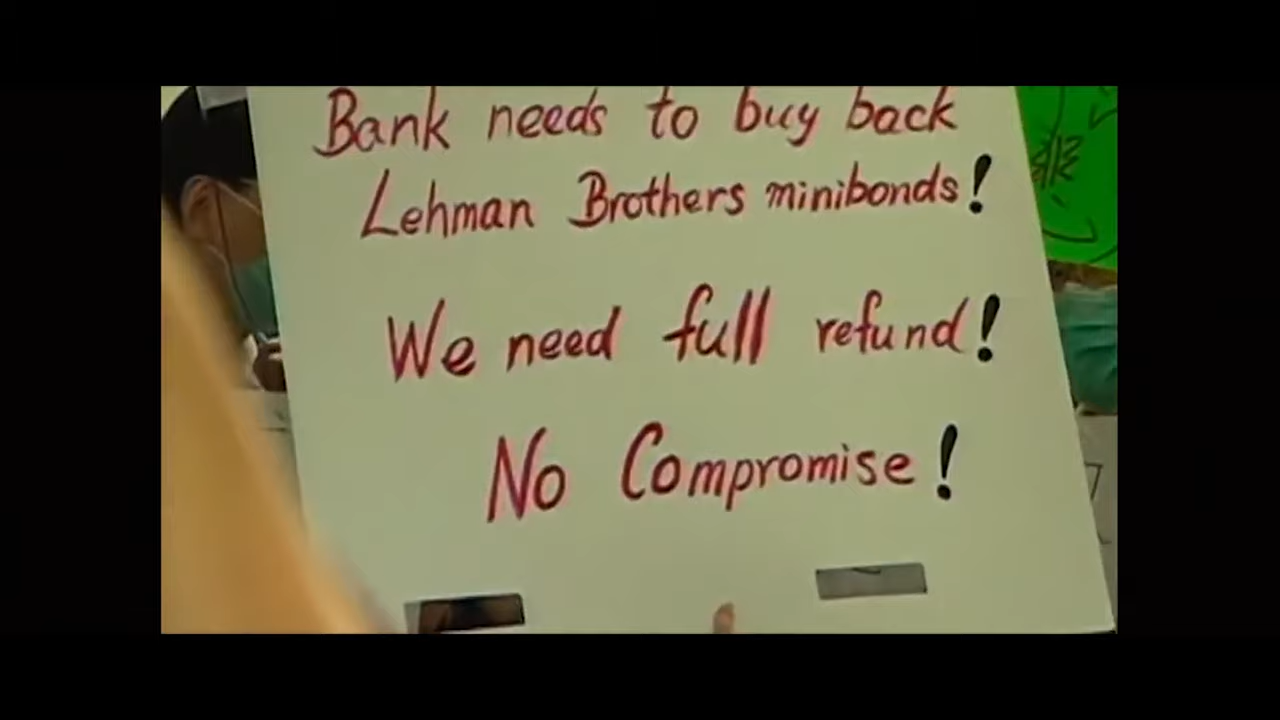 Bank needs to buy back
Lehman Brothers minibonds!
We need full refund!
No Compromise!